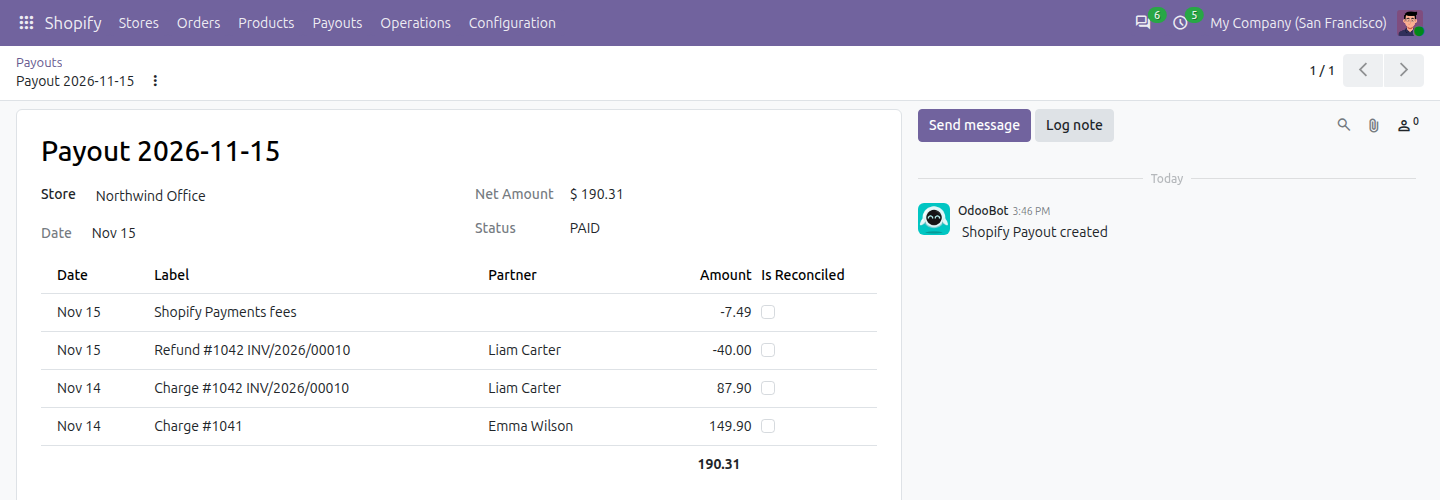 Shopify Stores Orders Products Payouts Operations Configuration 6 5 My Company (San Francisco)
Payouts
Payout 2026-11-15
1 / 1
Payout 2026-11-15
Store Northwind Office
Net Amount $ 190.31
Date Nov 15
Status PAID
Date Label Partner Amount Is Reconciled
Nov 15 Shopify Payments fees -7.49
Nov 15 Refund #1042 INV/2026/00010 Liam Carter -40.00
Nov 14 Charge #1042 INV/2026/00010 Liam Carter 87.90
Nov 14 Charge #1041 Emma Wilson 149.90
190.31
Send message Log note 0
Today
OdooBot 3:46 PM
Shopify Payout created